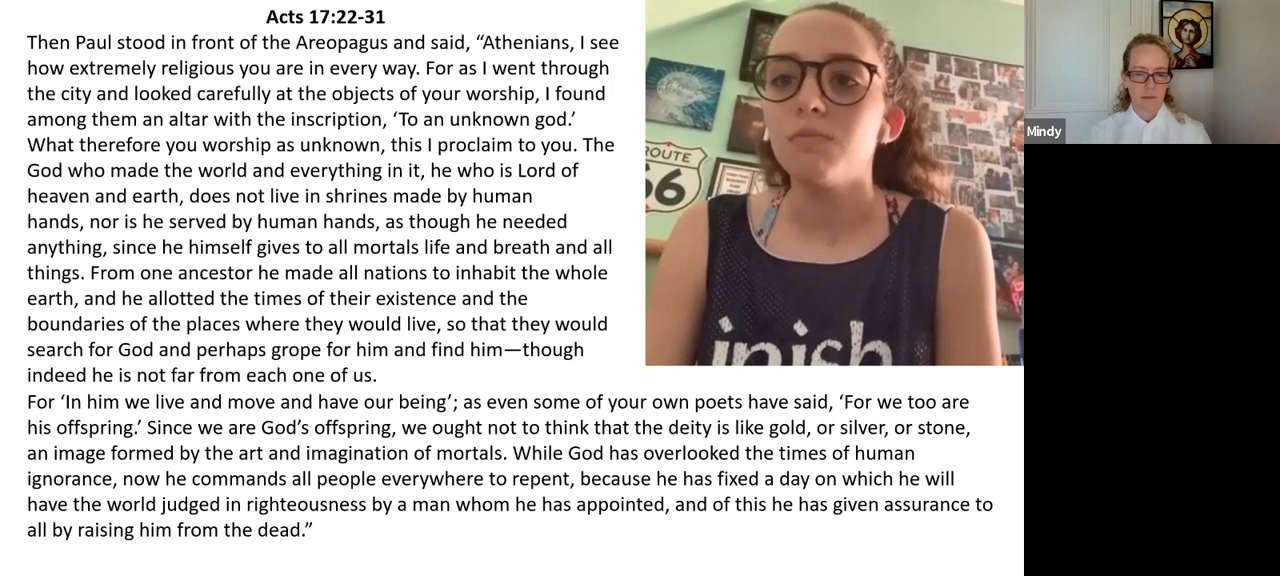 Acts 17:22-31
Then Paul stood in front of the Areopagus and said, “Athenians, I see
how extremely religious you are in every way. For as I went through
the city and looked carefully at the objects of your worship, I found
among them an altar with the inscription, ‘To an unknown god.’
What therefore you worship as unknown, this I proclaim to you. The
God who made the world and everything in it, he who is Lord of
heaven and earth, does not live in shrines made by human
hands, nor is he served by human hands, as though he needed
anything, since he himself gives to all mortals life and breath and all
things. From one ancestor he made all nations to inhabit the whole
earth, and he allotted the times of their existence and the
boundaries of the places where they would live, so that they would
search for God and perhaps grope for him and find him—though
indeed he is not far from each one of us.
For ‘In him we live and move and have our being’; as even some of your own poets have said, ‘For we too are
his offspring.’ Since we are God’s offspring, we ought not to think that the deity is like gold, or silver, or stone,
an image formed by the art and imagination of mortals. While God has overlooked the times of human
ignorance, now he commands all people everywhere to repent, because he has fixed a day on which he will
have the world judged in righteousness by a man whom he has appointed, and of this he has given assurance to
all by raising him from the dead.”
ROUTE
66
inish
Mindy